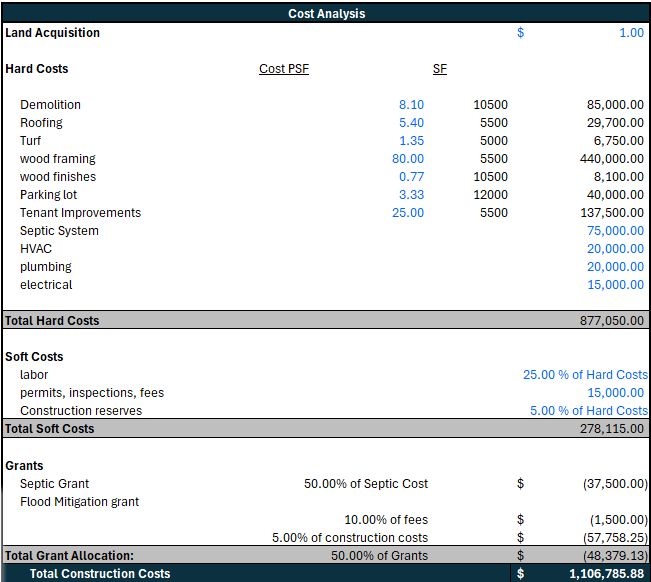 Cost Analysis
Land Acquisition $ 1.00
Hard Costs Cost PSF SF
Demolition 8.10 10500 85,000.00
Roofing 5.40 5500 29,700.00
Turf 1.35 5000 6,750.00
wood framing 80.00 5500 440,000.00
wood finishes 0.77 10500 8,100.00
Parking lot 3.33 12000 40,000.00
Tenant Improvements 25.00 5500 137,500.00
Septic System 75,000.00
HVAC 20,000.00
plumbing 20,000.00
electrical 15,000.00
Total Hard Costs 877,050.00
Soft Costs
labor 25.00 % of Hard Costs
permits, inspections, fees 15,000.00
Construction reserves 5.00 % of Hard Costs
Total Soft Costs 278,115.00
Grants
Septic Grant 50.00% of Septic Cost $ (37,500.00)
Flood Mitigation grant
10.00% of fees $ (1,500.00)
5.00% of construction costs $ (57,758.25)
Total Grant Allocation: 50.00% of Grants $ (48,379.13)
Total Construction Costs $ 1,106,785.88